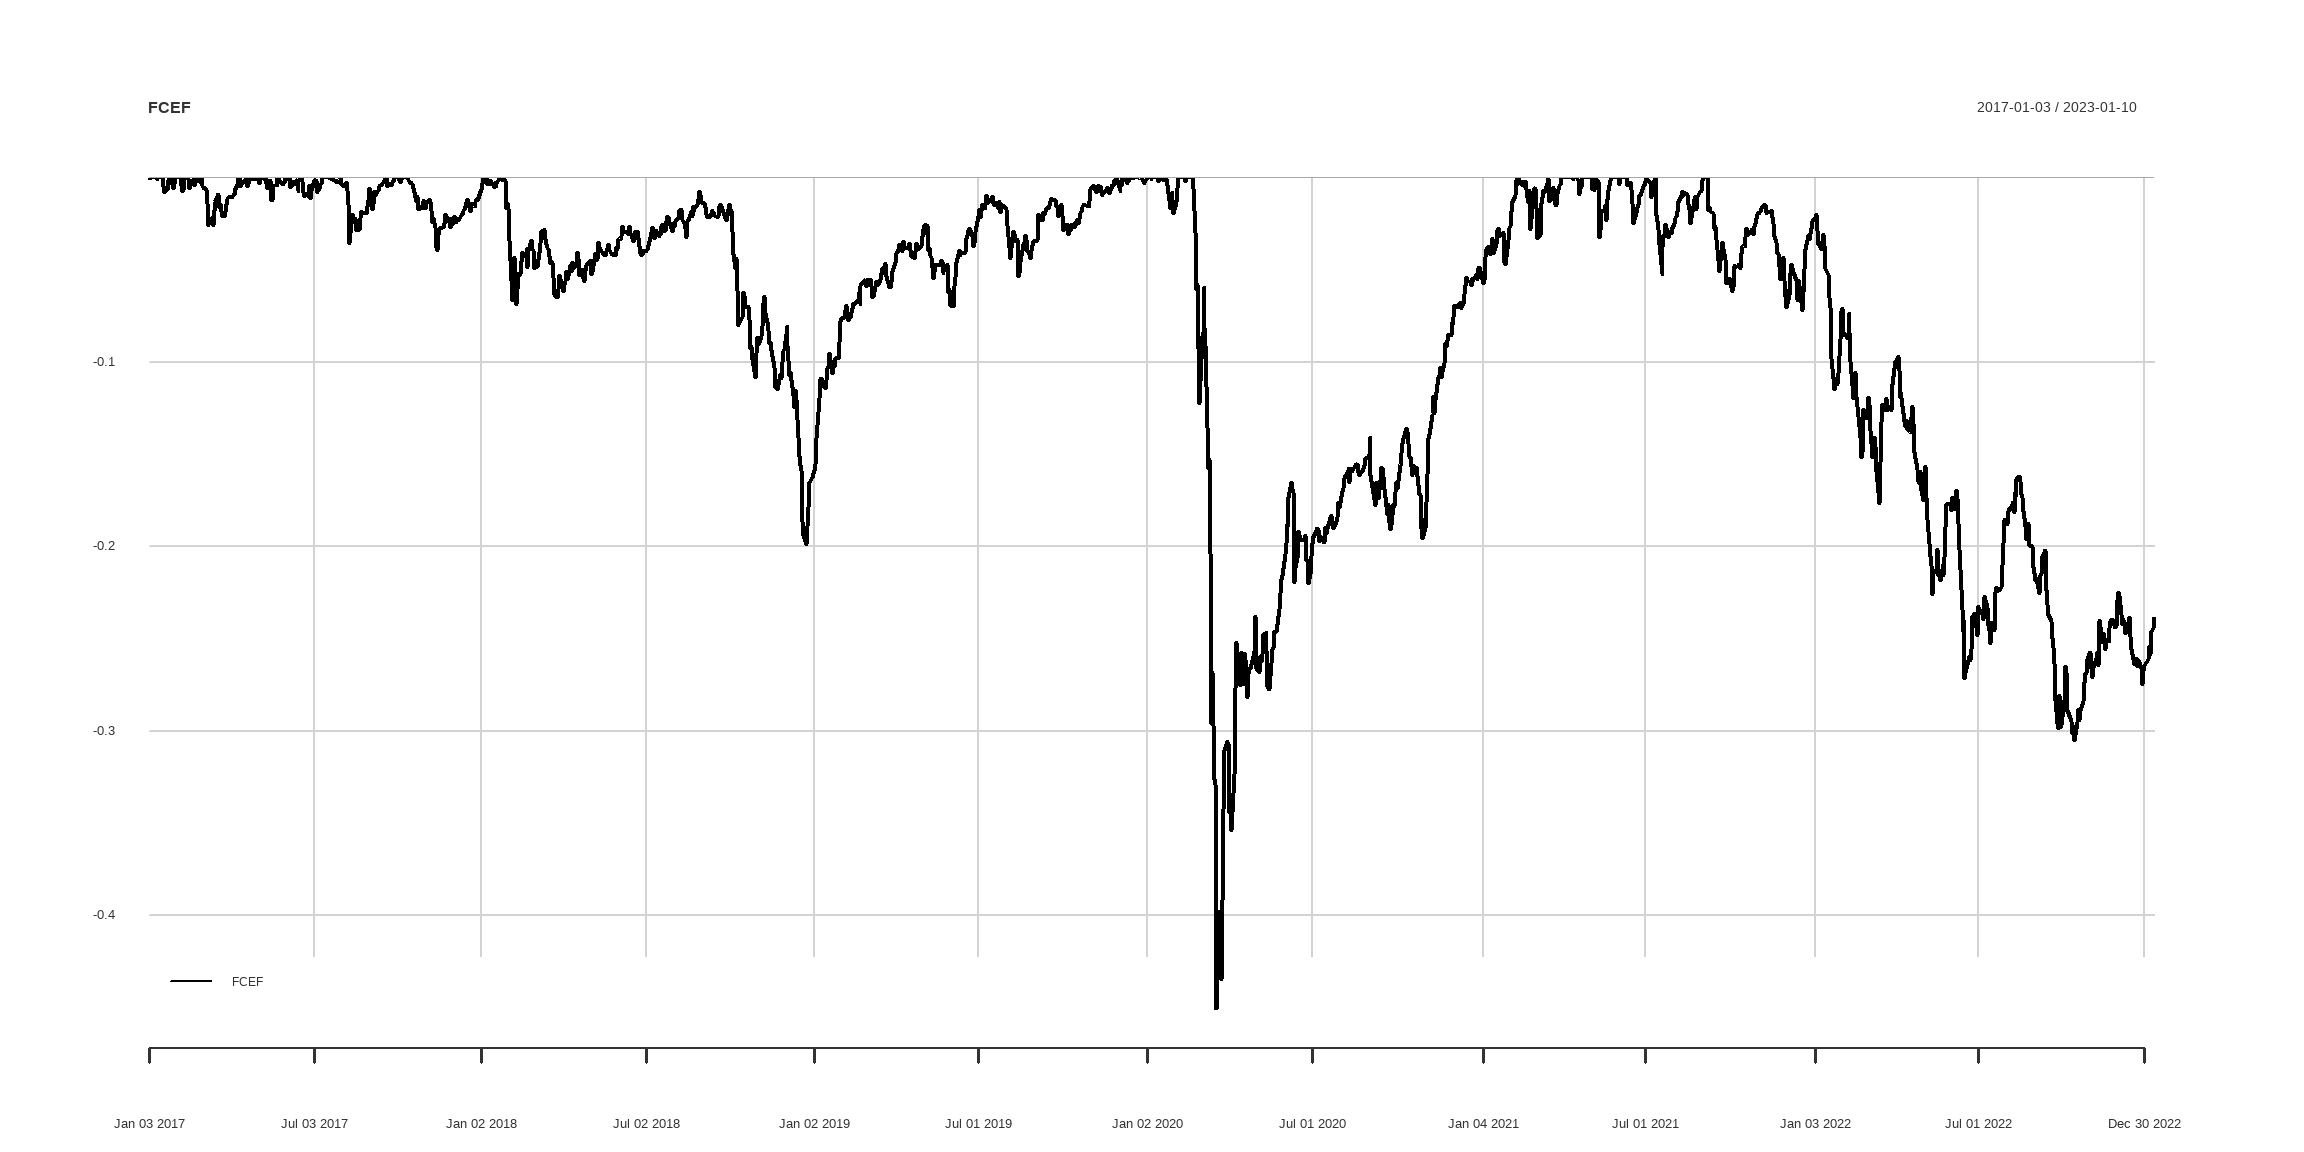 FCEF
2017-01-03 / 2023-01-10
-0.1
-0.2
-0.3
-0.4
FCEF
Jan 03 2017
Jul 03 2017
Jan 02 2018
Jul 02 2018
Jan 02 2019
Jul 01 2019
Jan 02 2020
Jul 01 2020
Jan 04 2021
Jul 01 2021
Jan 03 2022
Jul 01 2022
Dec 30 2022